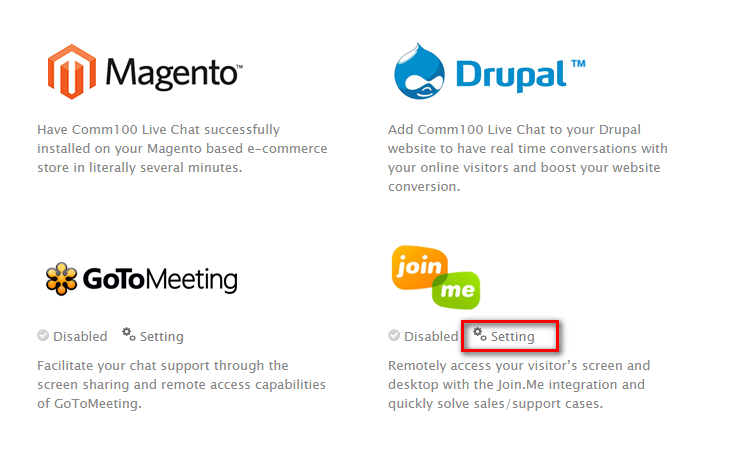 Magento™
Have Comm100 Live Chat successfully
installed on your Magento based e-commerce
store in literally several minutes.
Drupal™
Add Comm100 Live Chat to your Drupal
website to have real time conversations with
your online visitors and boost your website
conversion.
GoToMeeting
Disabled Setting
Facilitate your chat support through the
screen sharing and remote access capabilities
of GoToMeeting.
join
me
Disabled Setting
Remotely access your visitor's screen and
desktop with the Join.Me integration and
quickly solve sales/support cases.